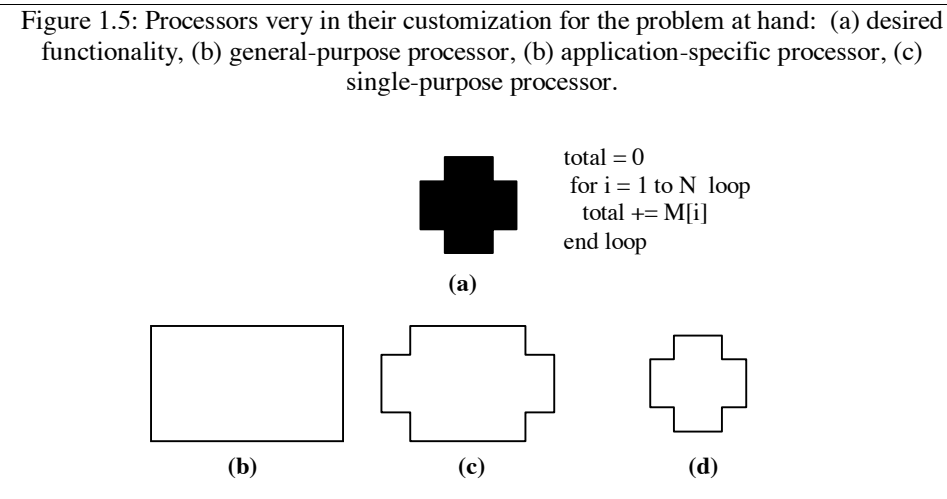 Figure 1.5: Processors very in their customization for the problem at hand: (a) desired
functionality, (b) general-purpose processor, (b) application-specific processor, (c)
single-purpose processor.
total = 0
for i = 1 to N loop
total += M[i]
end loop
(a)
(b)
(c)
(d)